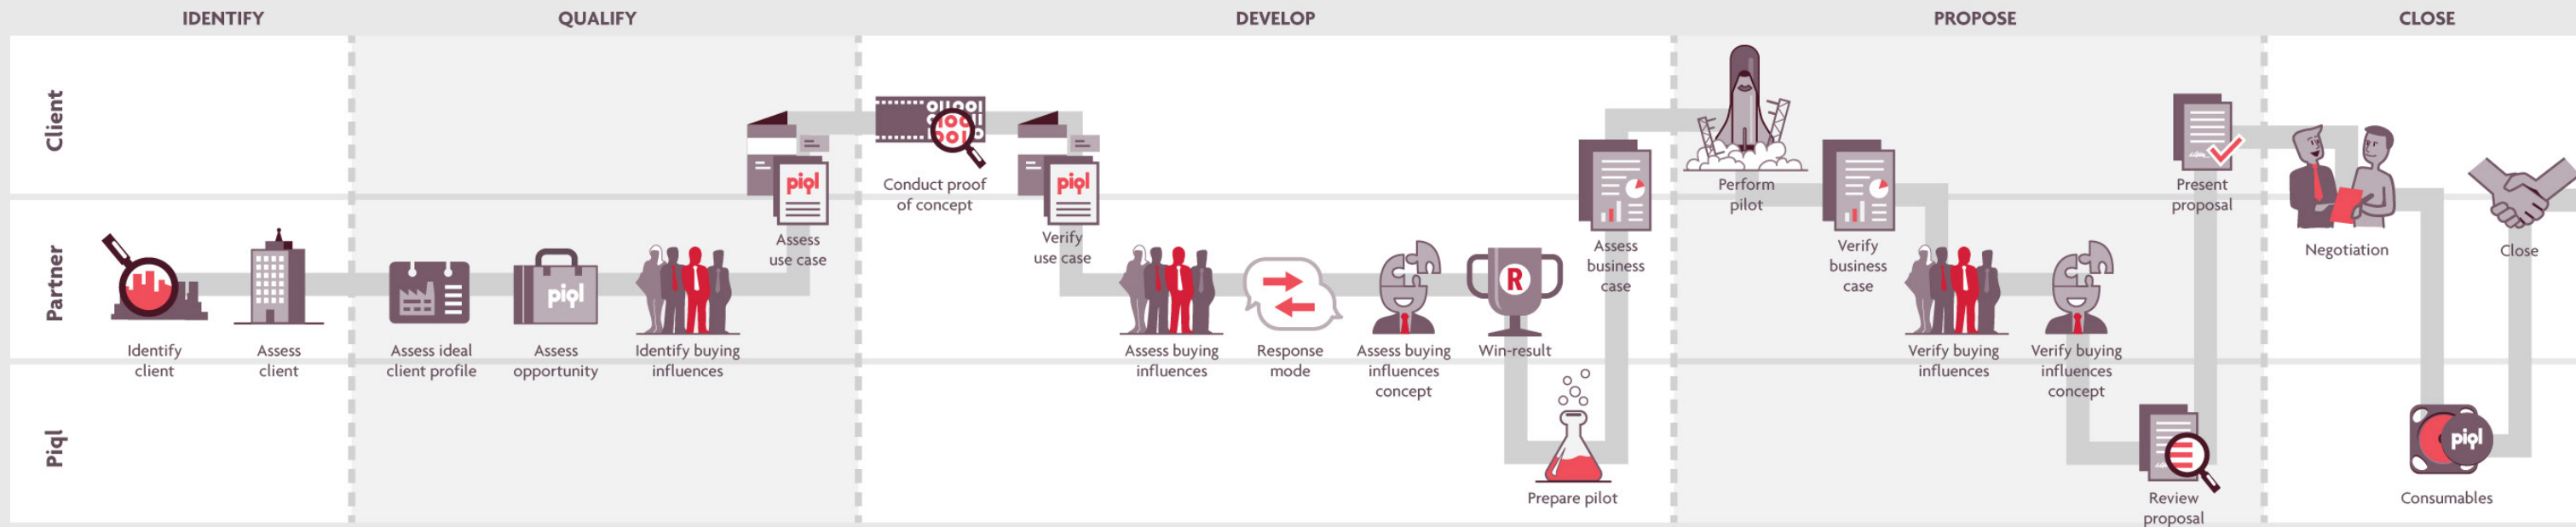 IDENTIFY
QUALIFY
DEVELOP
PROPOSE
CLOSE
Client
Conduct proof
of concept
piql
Assess
use case
piql
Verify
use case
Perform
pilot
Present
proposal
Partner
Identify
client
Assess
client
Assess ideal
client profile
piql
Assess
opportunity
Identify buying
influences
Assess buying
influences
Response
mode
Assess buying
influences
concept
R
Win-result
Assess
business
case
Verify
business
case
Verify buying
influences
Verify buying
influences
concept
Negotiation
Close
Piql
Prepare pilot
Review
proposal
piql
Consumables